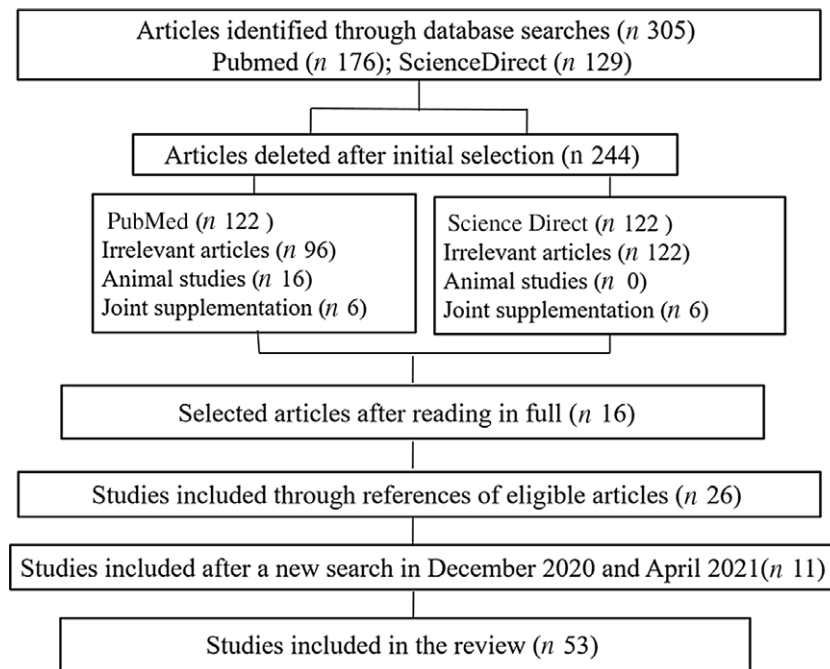 Articles identified through database searches (n 305)
Pubmed (n 176); ScienceDirect (n 129)
Articles deleted after initial selection (n 244)
PubMed (n 122 )
Irrelevant articles (n 96)
Animal studies (n 16)
Joint supplementation (n 6)
Science Direct (n 122 )
Irrelevant articles (n 122)
Animal studies (n 0)
Joint supplementation (n 6)
Selected articles after reading in full (n 16)
Studies included through references of eligible articles (n 26)
Studies included after a new search in December 2020 and April 2021(n 11)
Studies included in the review (n 53)